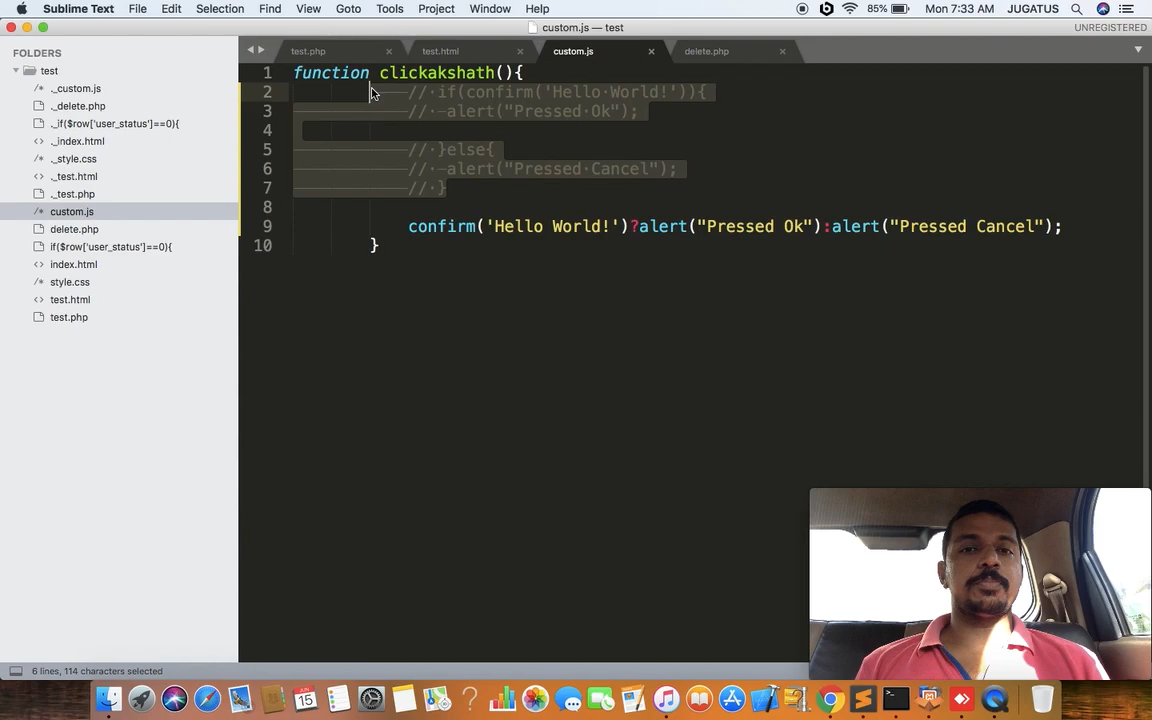 Sublime Text File Edit Selection Find View Goto Tools Project Window Help 85% Mon 7:33 AM JUGATUS
custom.js — test UNREGISTERED
FOLDERS
test
._custom.js
._delete.php
._if($row['user_status']==0){
._index.html
._style.css
._test.html
._test.php
custom.js
delete.php
if($row['user_status']==0){
index.html
style.css
test.html
test.php
test.php test.html custom.js delete.php
1 function clickakshath(){
2 // if(confirm('Hello World!')){
3 // alert("Pressed Ok");
4
5 // }else{
6 // alert("Pressed Cancel");
7 // }
8
9 confirm('Hello World!')?alert("Pressed Ok"):alert("Pressed Cancel");
10 }
6 lines, 114 characters selected
JUN
15